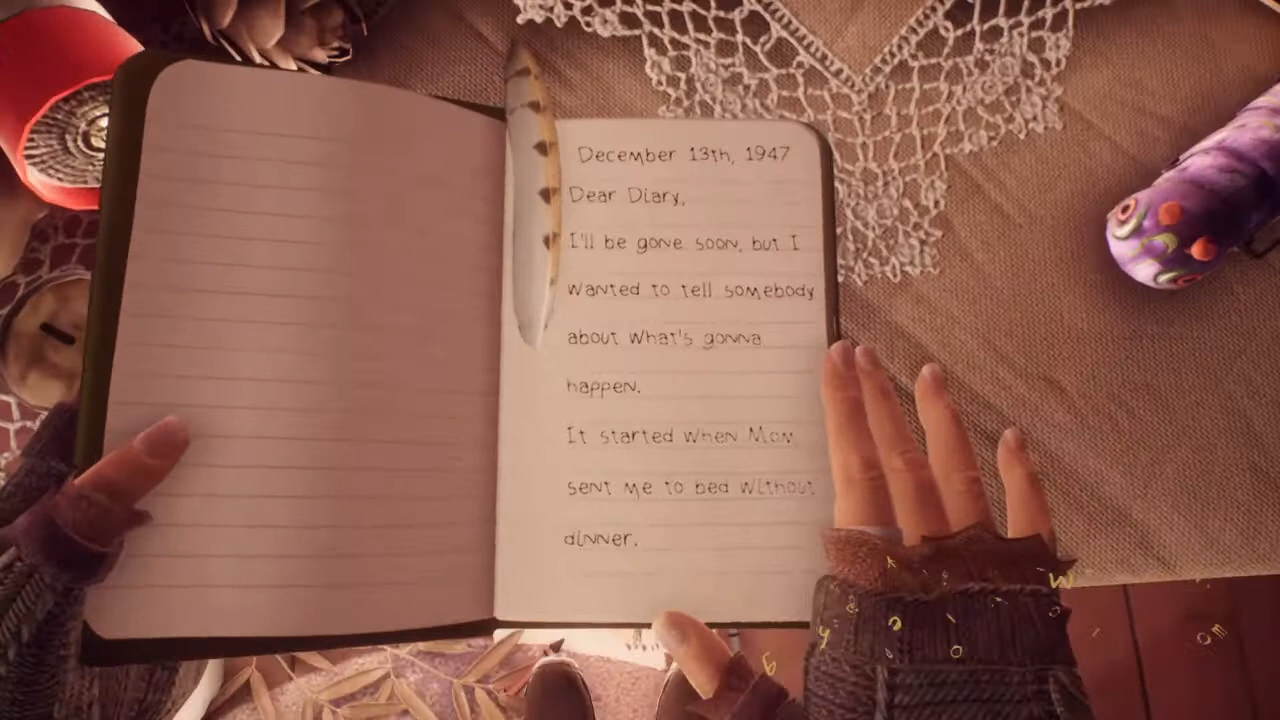 December 13th, 1947
Dear Diary,
I'll be gone soon, but I
wanted to tell somebody
about what's gonna
happen.
It started when Mom
sent me to bed without
dinner.